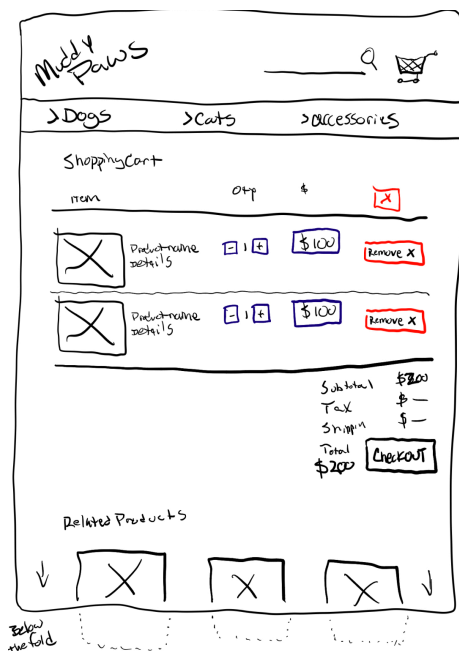 Muddy
Paws
>Dogs >Cats >accessories
Shopping Cart
Item Qty $ X
Product name
Details
- 1 + $100 Remove X
Product name
Details
- 1 + $100 Remove X
Subtotal $200
Tax $ —
Shippin $ —
Total
$200 Checkout
Related Products
Below
the fold